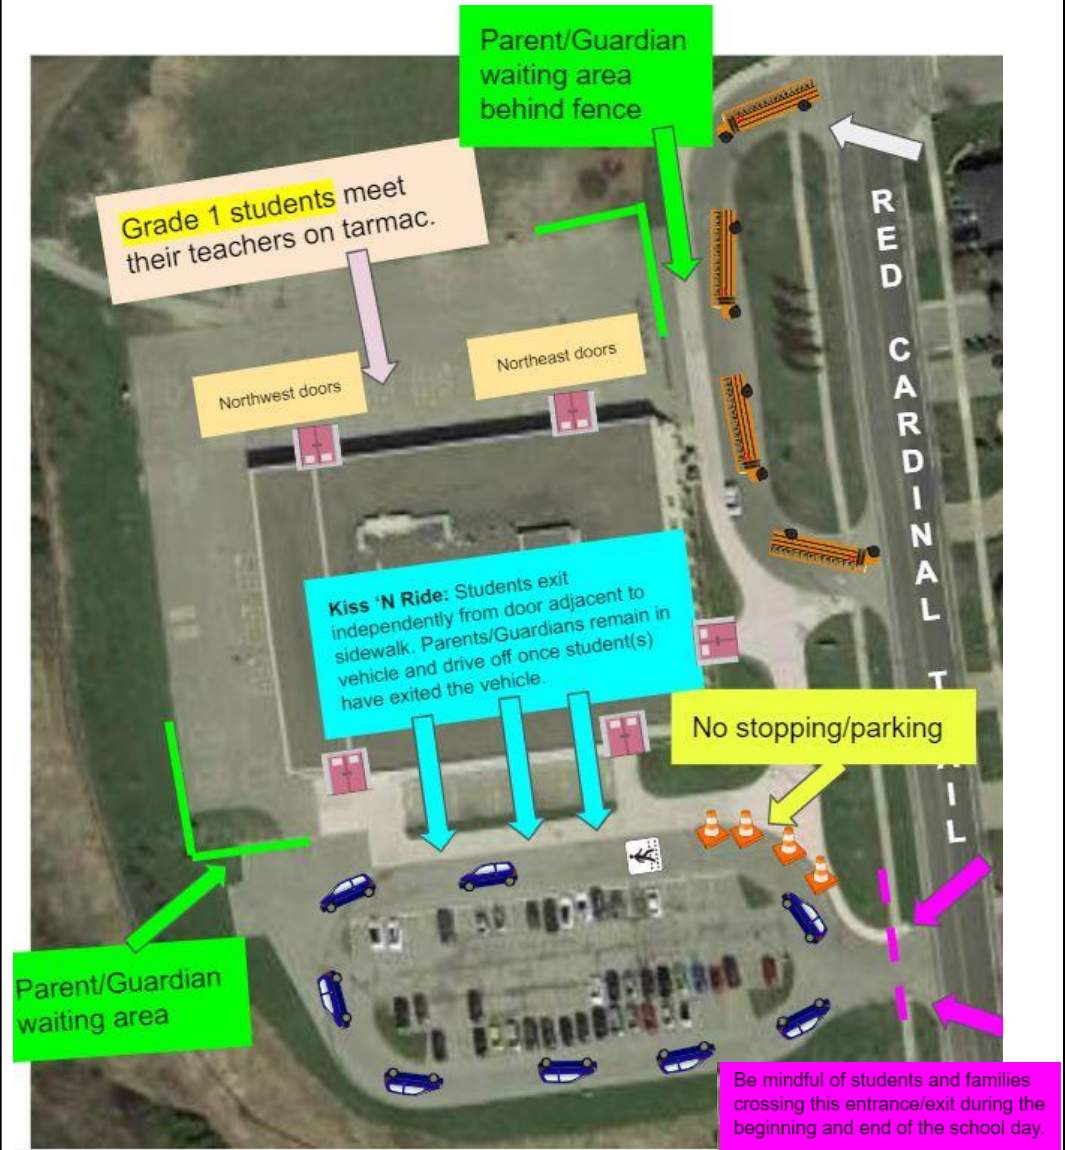 Parent/Guardian
waiting area
behind fence
Grade 1 students meet
their teachers on tarmac.
RED CARDINAL T AIL
Northwest doors
Northeast doors
Kiss ‘N Ride: Students exit
independently from door adjacent to
sidewalk. Parents/Guardians remain in
vehicle and drive off once student(s)
have exited the vehicle.
No stopping/parking
Parent/Guardian
waiting area
Be mindful of students and families
crossing this entrance/exit during the
beginning and end of the school day.